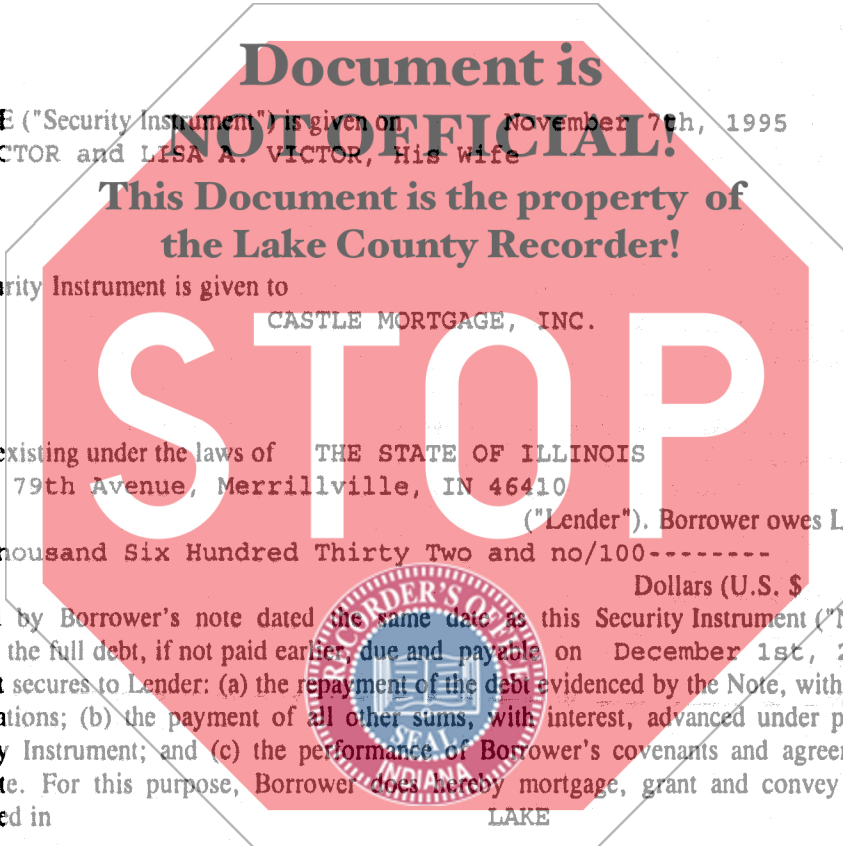 Document is
E ("Security Instrument") is given on November 7th, 1995
NOT OFFICIAL!
CTOR and LISA A. VICTOR, His Wife
This Document is the property of
the Lake County Recorder!
rity Instrument is given to
CASTLE MORTGAGE, INC.
STOP
existing under the laws of THE STATE OF ILLINOIS
79th Avenue, Merrillville, IN 46410
("Lender"). Borrower owes L
housand Six Hundred Thirty Two and no/100--------
Dollars (U.S. $
by Borrower's note dated the same date as this Security Instrument ("N
the full debt, if not paid earlier, due and payable on December 1st, 2
t secures to Lender: (a) the repayment of the debt evidenced by the Note, with
ations; (b) the payment of all other sums, with interest, advanced under p
y Instrument; and (c) the performance of Borrower's covenants and agreer
te. For this purpose, Borrower does hereby mortgage, grant and convey
ed in LAKE
RECORDER'S OFFICE
SEAL
INDIANA